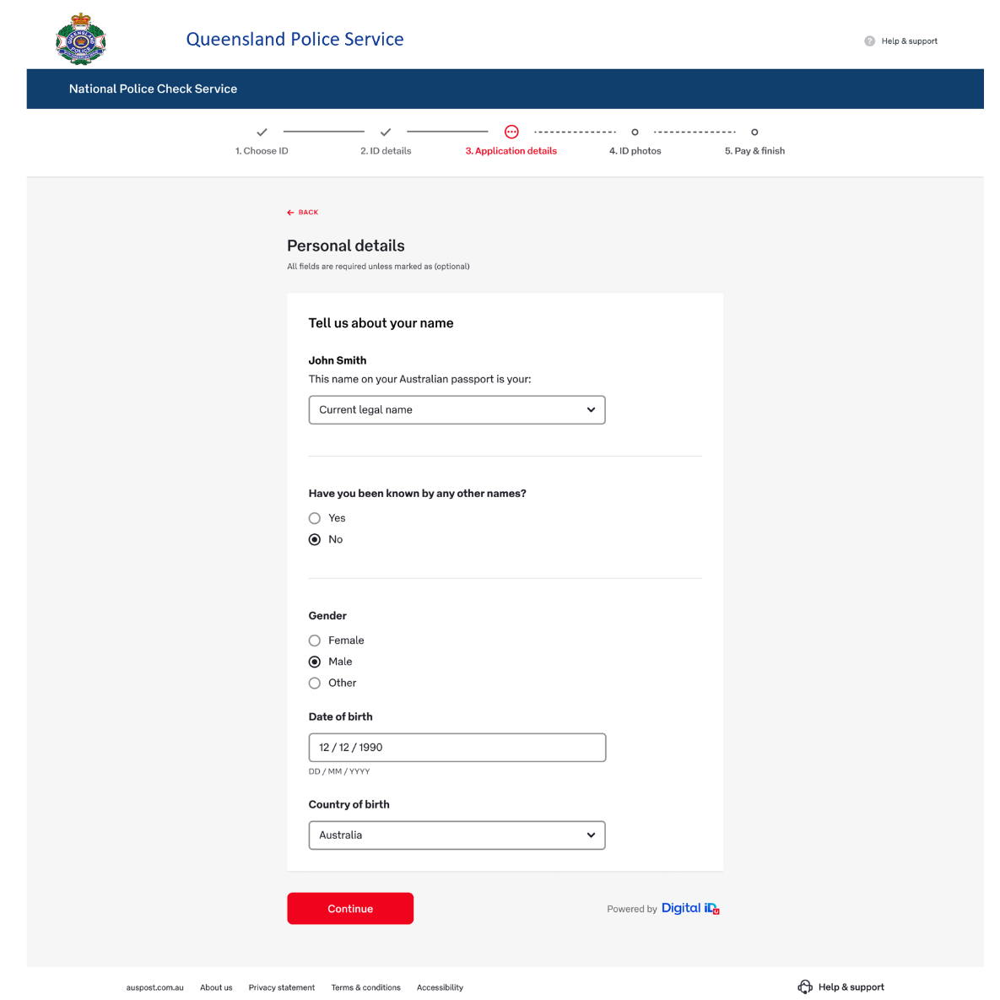 QUEENSLAND
POLICE
Queensland Police Service
Help & support
National Police Check Service
1. Choose ID
2. ID details
3. Application details
4. ID photos
5. Pay & finish
BACK
Personal details
All fields are required unless marked as (optional)
Tell us about your name
John Smith
This name on your Australian passport is your:
Current legal name
Have you been known by any other names?
Yes
No
Gender
Female
Male
Other
Date of birth
12 / 12 / 1990
DD / MM / YYYY
Country of birth
Australia
Continue
Powered by Digital iD
auspost.com.au
About us
Privacy statement
Terms & conditions
Accessibility
Help & support